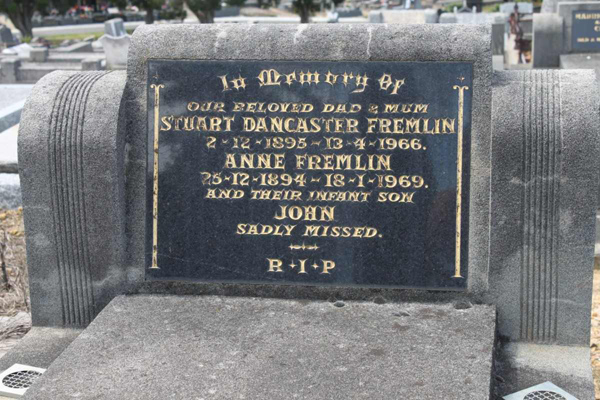 In Memory Of
OUR BELOVED DAD & MUM
STUART DANCASTER FREMLIN
2-12-1895 - 13-4-1966.
ANNE FREMLIN
25-12-1894 - 18-1-1969.
AND THEIR INFANT SON
JOHN
SADLY MISSED.
R·I·P